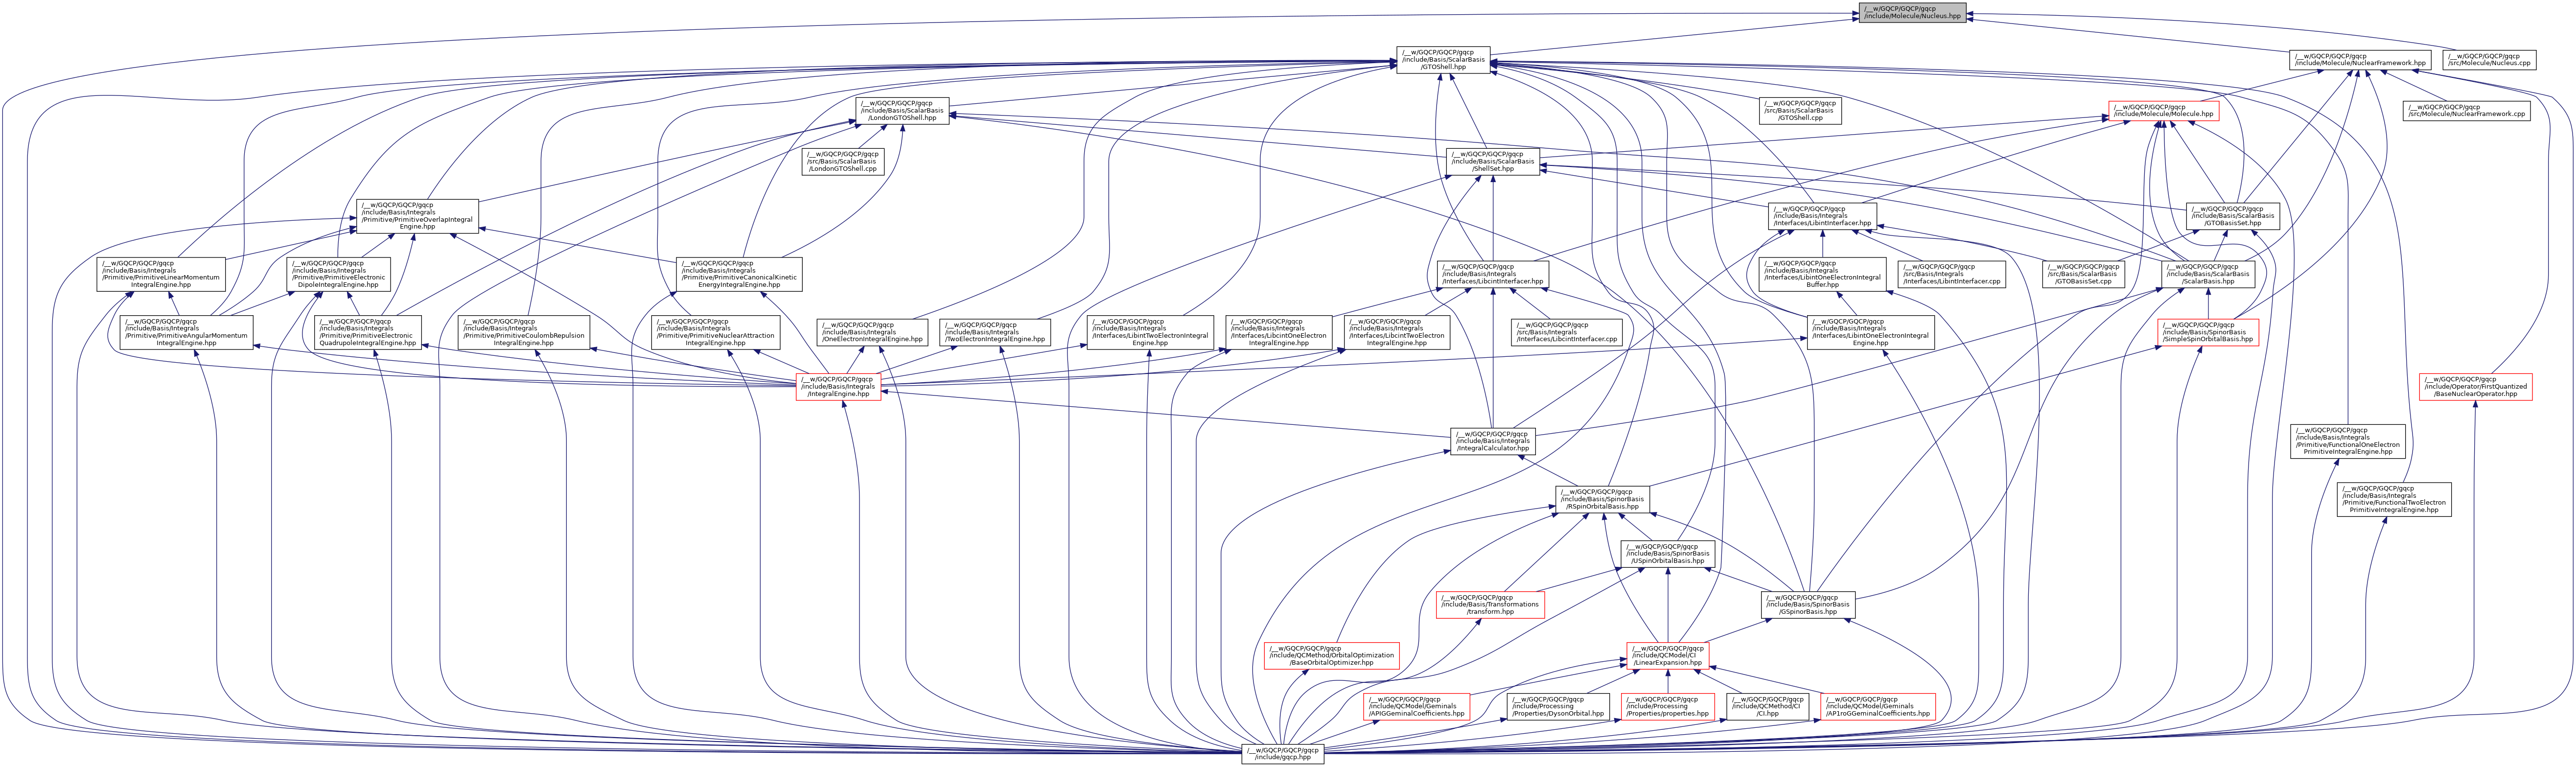 /__w/GQCP/GQCP/gqcp
/include/Molecule/Nucleus.hpp
/__w/GQCP/GQCP/gqcp
/include/Basis/ScalarBasis
/GTOShell.hpp
/__w/GQCP/GQCP/gqcp
/include/Molecule/NuclearFramework.hpp
/__w/GQCP/GQCP/gqcp
/src/Molecule/Nucleus.cpp
/__w/GQCP/GQCP/gqcp
/include/Basis/ScalarBasis
/LondonGTOShell.hpp
/__w/GQCP/GQCP/gqcp
/src/Basis/ScalarBasis
/GTOShell.cpp
/__w/GQCP/GQCP/gqcp
/include/Molecule/Molecule.hpp
/__w/GQCP/GQCP/gqcp
/src/Molecule/NuclearFramework.cpp
/__w/GQCP/GQCP/gqcp
/src/Basis/ScalarBasis
/LondonGTOShell.cpp
/__w/GQCP/GQCP/gqcp
/include/Basis/ScalarBasis
/ShellSet.hpp
/__w/GQCP/GQCP/gqcp
/include/Basis/Integrals
/Primitive/PrimitiveOverlapIntegral
Engine.hpp
/__w/GQCP/GQCP/gqcp
/include/Basis/Integrals
/Interfaces/LibintInterfacer.hpp
/__w/GQCP/GQCP/gqcp
/include/Basis/ScalarBasis
/GTOBasisSet.hpp
/__w/GQCP/GQCP/gqcp
/include/Basis/Integrals
/Primitive/PrimitiveLinearMomentum
IntegralEngine.hpp
/__w/GQCP/GQCP/gqcp
/include/Basis/Integrals
/Primitive/PrimitiveElectronic
DipoleIntegralEngine.hpp
/__w/GQCP/GQCP/gqcp
/include/Basis/Integrals
/Primitive/PrimitiveCanonicalKinetic
EnergyIntegralEngine.hpp
/__w/GQCP/GQCP/gqcp
/include/Basis/Integrals
/Interfaces/LibcintInterfacer.hpp
/__w/GQCP/GQCP/gqcp
/include/Basis/Integrals
/Interfaces/LibintOneElectronIntegral
Buffer.hpp
/__w/GQCP/GQCP/gqcp
/src/Basis/Integrals
/Interfaces/LibintInterfacer.cpp
/__w/GQCP/GQCP/gqcp
/src/Basis/ScalarBasis
/GTOBasisSet.cpp
/__w/GQCP/GQCP/gqcp
/include/Basis/ScalarBasis
/ScalarBasis.hpp
/__w/GQCP/GQCP/gqcp
/include/Basis/Integrals
/Primitive/PrimitiveAngularMomentum
IntegralEngine.hpp
/__w/GQCP/GQCP/gqcp
/include/Basis/Integrals
/Primitive/PrimitiveElectronic
QuadrupoleIntegralEngine.hpp
/__w/GQCP/GQCP/gqcp
/include/Basis/Integrals
/Primitive/PrimitiveCoulombRepulsion
IntegralEngine.hpp
/__w/GQCP/GQCP/gqcp
/include/Basis/Integrals
/Primitive/PrimitiveNuclearAttraction
IntegralEngine.hpp
/__w/GQCP/GQCP/gqcp
/include/Basis/Integrals
/OneElectronIntegralEngine.hpp
/__w/GQCP/GQCP/gqcp
/include/Basis/Integrals
/TwoElectronIntegralEngine.hpp
/__w/GQCP/GQCP/gqcp
/include/Basis/Integrals
/Interfaces/LibintTwoElectronIntegral
Engine.hpp
/__w/GQCP/GQCP/gqcp
/include/Basis/Integrals
/Interfaces/LibcintOneElectron
IntegralEngine.hpp
/__w/GQCP/GQCP/gqcp
/include/Basis/Integrals
/Interfaces/LibcintTwoElectron
IntegralEngine.hpp
/__w/GQCP/GQCP/gqcp
/src/Basis/Integrals
/Interfaces/LibcintInterfacer.cpp
/__w/GQCP/GQCP/gqcp
/include/Basis/Integrals
/Interfaces/LibintOneElectronIntegral
Engine.hpp
/__w/GQCP/GQCP/gqcp
/include/Basis/SpinorBasis
/SimpleSpinOrbitalBasis.hpp
/__w/GQCP/GQCP/gqcp
/include/Basis/Integrals
/IntegralEngine.hpp
/__w/GQCP/GQCP/gqcp
/include/Operator/FirstQuantized
/BaseNuclearOperator.hpp
/__w/GQCP/GQCP/gqcp
/include/Basis/Integrals
/IntegralCalculator.hpp
/__w/GQCP/GQCP/gqcp
/include/Basis/Integrals
/Primitive/FunctionalOneElectron
PrimitiveIntegralEngine.hpp
/__w/GQCP/GQCP/gqcp
/include/Basis/SpinorBasis
/RSpinOrbitalBasis.hpp
/__w/GQCP/GQCP/gqcp
/include/Basis/Integrals
/Primitive/FunctionalTwoElectron
PrimitiveIntegralEngine.hpp
/__w/GQCP/GQCP/gqcp
/include/Basis/SpinorBasis
/USpinOrbitalBasis.hpp
/__w/GQCP/GQCP/gqcp
/include/Basis/Transformations
/transform.hpp
/__w/GQCP/GQCP/gqcp
/include/Basis/SpinorBasis
/GSpinorBasis.hpp
/__w/GQCP/GQCP/gqcp
/include/QCMethod/OrbitalOptimization
/BaseOrbitalOptimizer.hpp
/__w/GQCP/GQCP/gqcp
/include/QCModel/CI
/LinearExpansion.hpp
/__w/GQCP/GQCP/gqcp
/include/QCModel/Geminals
/APIGGeminalCoefficients.hpp
/__w/GQCP/GQCP/gqcp
/include/Processing
/Properties/DysonOrbital.hpp
/__w/GQCP/GQCP/gqcp
/include/Processing
/Properties/properties.hpp
/__w/GQCP/GQCP/gqcp
/include/QCMethod/CI
/CI.hpp
/__w/GQCP/GQCP/gqcp
/include/QCModel/Geminals
/AP1roGGeminalCoefficients.hpp
/__w/GQCP/GQCP/gqcp
/include/gqcp.hpp